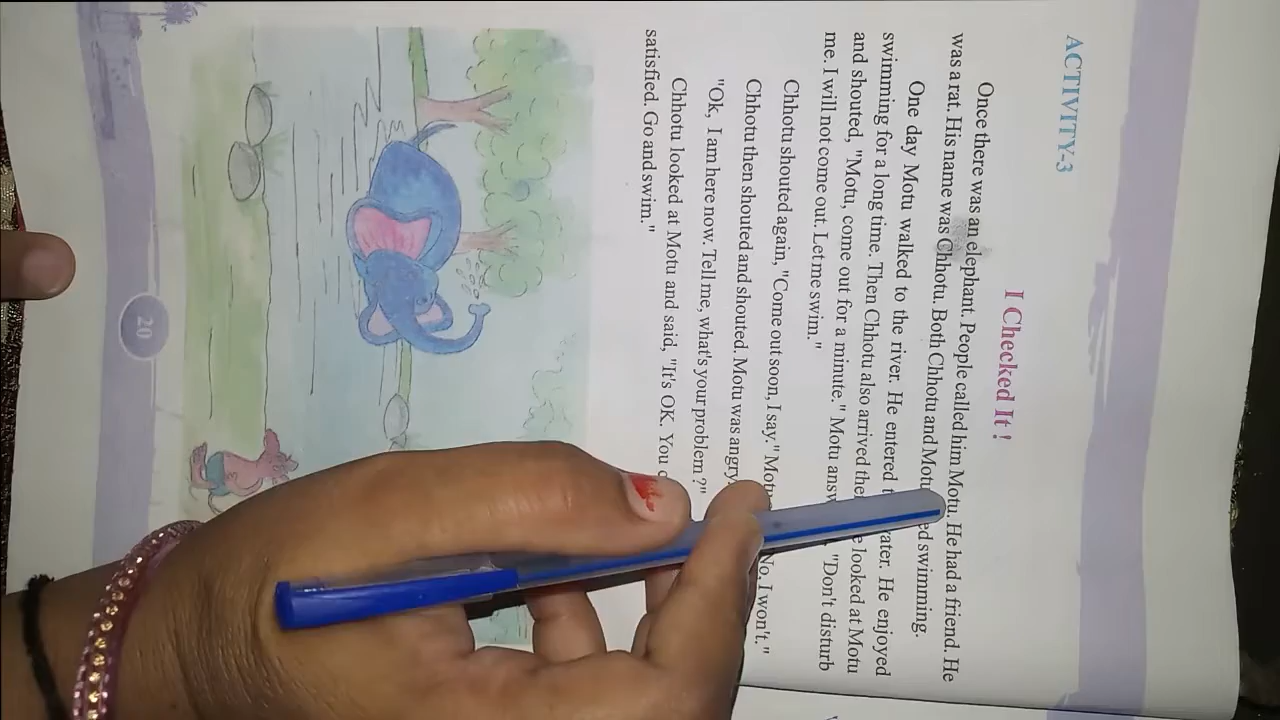 ACTIVITY-3
I Checked It !
Once there was an elephant. People called him Motu. He had a friend. He
was a rat. His name was Chhotu. Both Chhotu and Motu ed swimming.
One day Motu walked to the river. He entered t ater. He enjoyed
swimming for a long time. Then Chhotu also arrived the e looked at Motu
and shouted, "Motu, come out for a minute." Motu answ "Don't disturb
me. I will not come out. Let me swim."
Chhotu shouted again, "Come out soon, I say." Motu No, I won't."
Chhotu then shouted and shouted. Motu was angry.
"Ok, I am here now. Tell me, what's your problem ?"
Chhotu looked at Motu and said, "It's OK. You
satisfied. Go and swim."
20